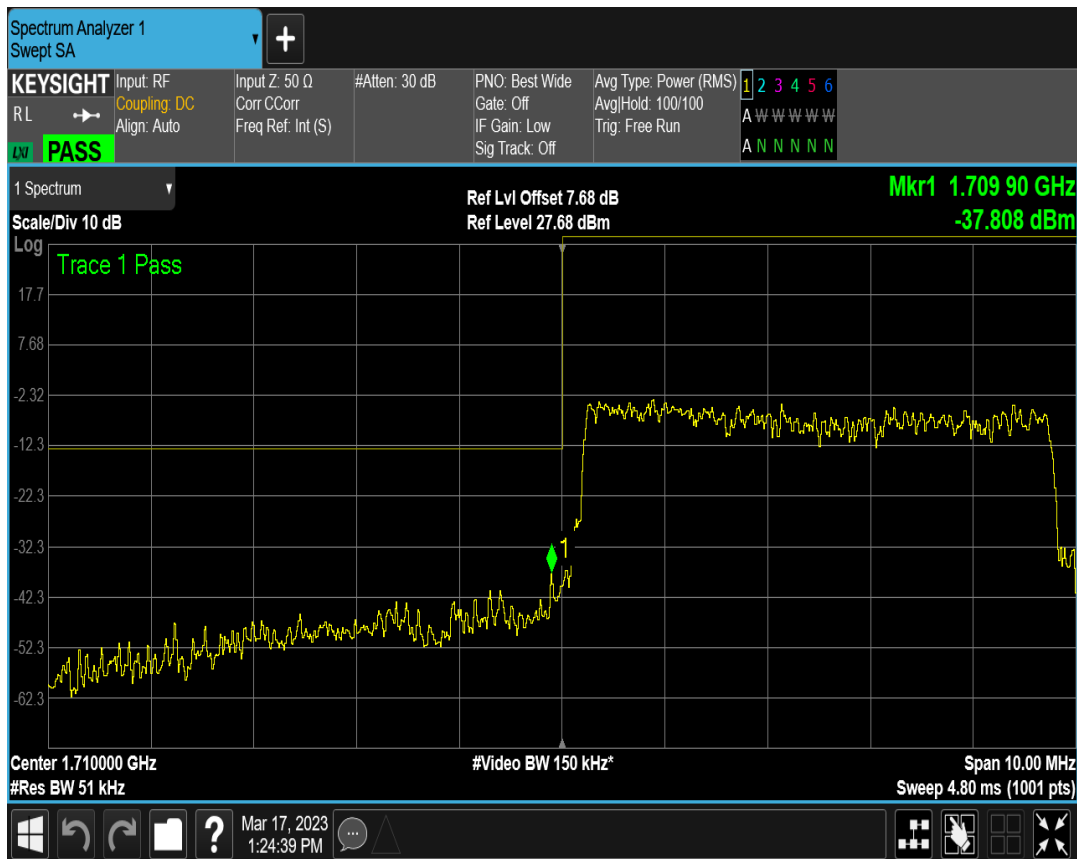 Spectrum Analyzer 1
Swept SA
+
KEYSIGHT
R L
LXI PASS
Input: RF
Coupling: DC
Align: Auto
Input Z: 50 Ω
Corr CCorr
Freq Ref: Int (S)
#Atten: 30 dB
PNO: Best Wide
Gate: Off
IF Gain: Low
Sig Track: Off
Avg Type: Power (RMS)
Avg|Hold: 100/100
Trig: Free Run
1 2 3 4 5 6
A W W W W W
A N N N N N
1 Spectrum
Scale/Div 10 dB
Ref Lvl Offset 7.68 dB
Ref Level 27.68 dBm
Mkr1 1.709 90 GHz
-37.808 dBm
Log
Trace 1 Pass
17.7
7.68
-2.32
-12.3
-22.3
-32.3
1
-42.3
-52.3
-62.3
Center 1.710000 GHz
#Video BW 150 kHz*
Span 10.00 MHz
#Res BW 51 kHz
Sweep 4.80 ms (1001 pts)
?
Mar 17, 2023
1:24:39 PM